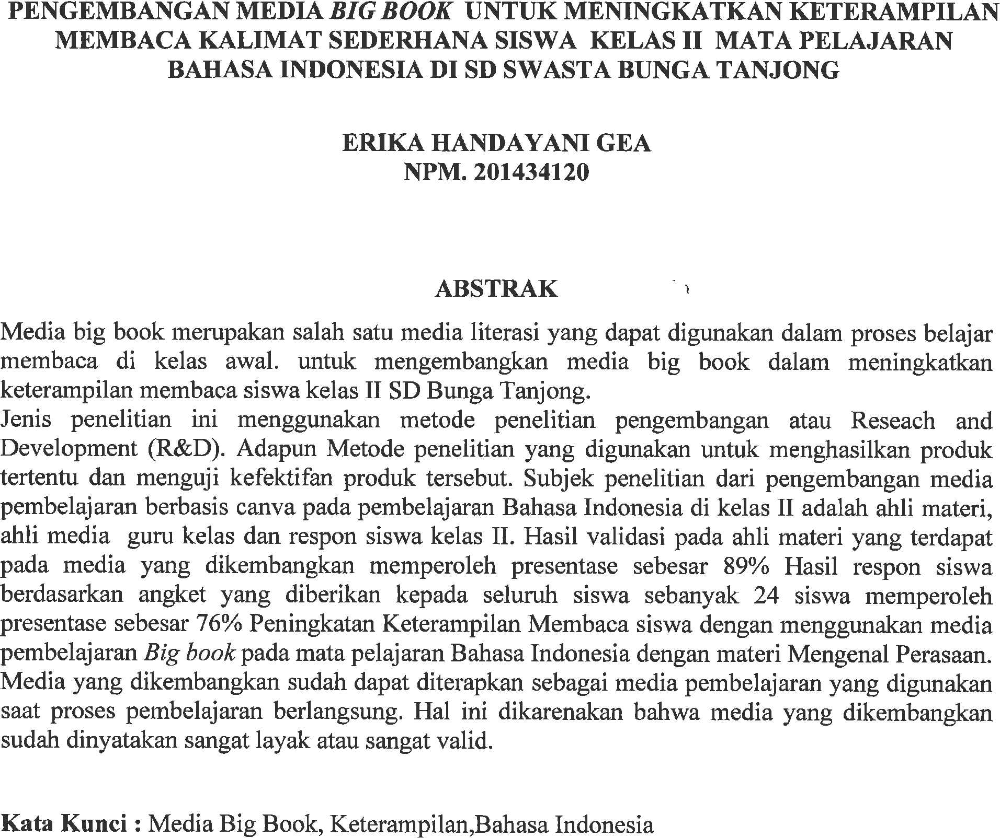 PENGEMBANGAN MEDIA BIG BOOK UNTUK MENINGKATKAN KETERAMPILAN
MEMBACA KALIMAT SEDERHANA SISWA KELAS II MATA PELAJARAN
BAHASA INDONESIA DI SD SWASTA BUNGA TANJONG
ERIKA HANDAYANI GEA
NPM. 201434120
ABSTRAK
Media big book merupakan salah satu media literasi yang dapat digunakan dalam proses belajar
membaca di kelas awal. untuk mengembangkan media big book dalam meningkatkan
keterampilan membaca siswa kelas II SD Bunga Tanjong.
Jenis penelitian ini menggunakan metode penelitian pengembangan atau Reseach and
Development (R&D). Adapun Metode penelitian yang digunakan untuk menghasilkan produk
tertentu dan menguji kefektifan produk tersebut. Subjek penelitian dari pengembangan media
pembelajaran berbasis canva pada pembelajaran Bahasa Indonesia di kelas II adalah ahli materi,
ahli media guru kelas dan respon siswa kelas II. Hasil validasi pada ahli materi yang terdapat
pada media yang dikembangkan memperoleh presentase sebesar 89% Hasil respon siswa
berdasarkan angket yang diberikan kepada seluruh siswa sebanyak 24 siswa memperoleh
presentase sebesar 76% Peningkatan Keterampilan Membaca siswa dengan menggunakan media
pembelajaran Big book pada mata pelajaran Bahasa Indonesia dengan materi Mengenal Perasaan.
Media yang dikembangkan sudah dapat diterapkan sebagai media pembelajaran yang digunakan
saat proses pembelajaran berlangsung. Hal ini dikarenakan bahwa media yang dikembangkan
sudah dinyatakan sangat layak atau sangat valid.
Kata Kunci : Media Big Book, Keterampilan,Bahasa Indonesia